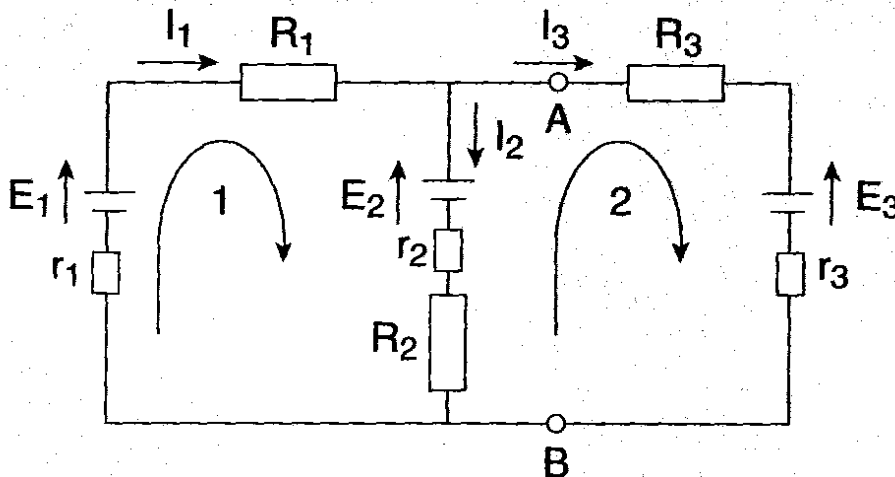 I₁ R₁ I₃ R₃
A
I₂
E₁ 1 E₂ 2 E₃
r₁ r₂ r₃
R₂
B